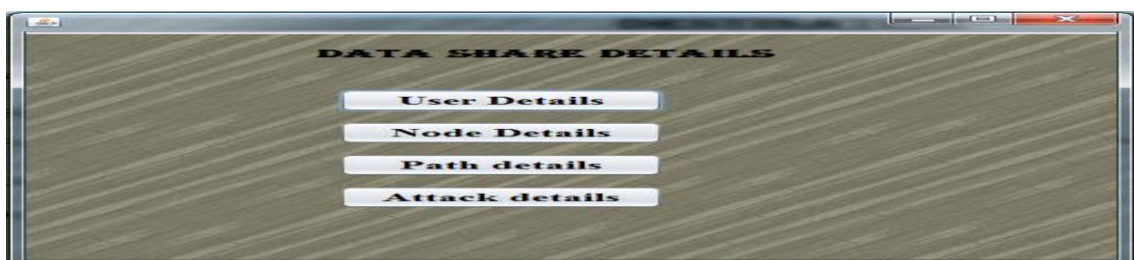 DATA SHARE DETAILS
User Details
Node Details
Path details
Attack details